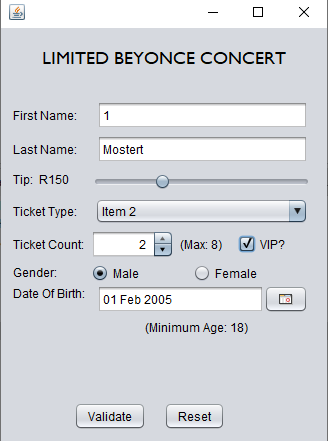 LIMITED BEYONCE CONCERT
First Name: 1
Last Name: Mostert
Tip: R150
Ticket Type: Item 2
Ticket Count: 2 (Max: 8) VIP?
Gender: Male Female
Date Of Birth: 01 Feb 2005
(Minimum Age: 18)
Validate Reset